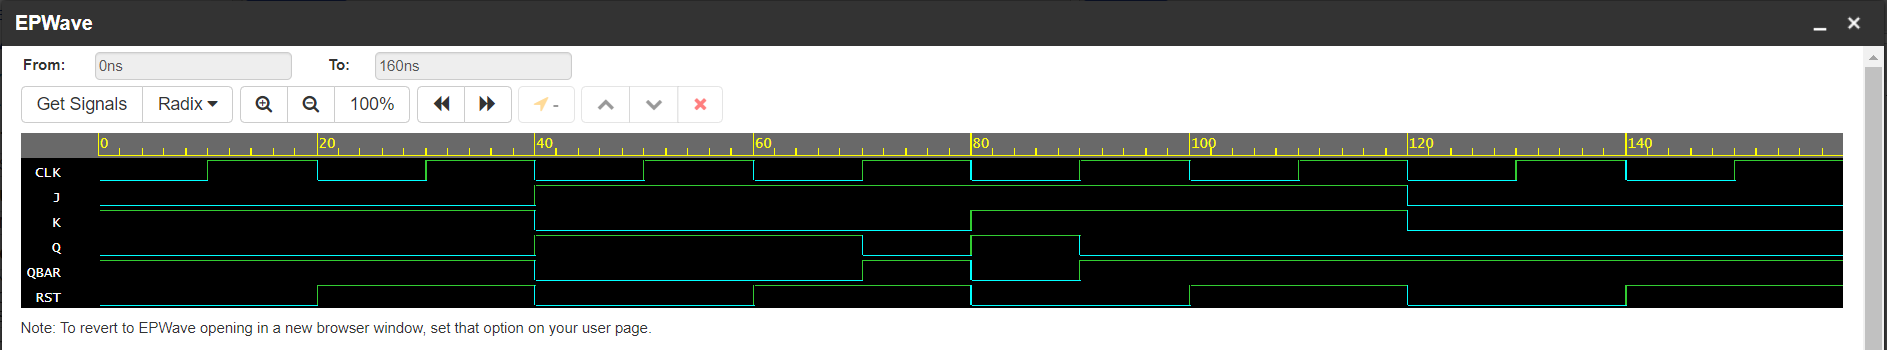 EPWave
From: 0ns To: 160ns
Get Signals Radix 100% -
0 20 40 60 80 100 120 140
CLK
J
K
Q
QBAR
RST
Note: To revert to EPWave opening in a new browser window, set that option on your user page.